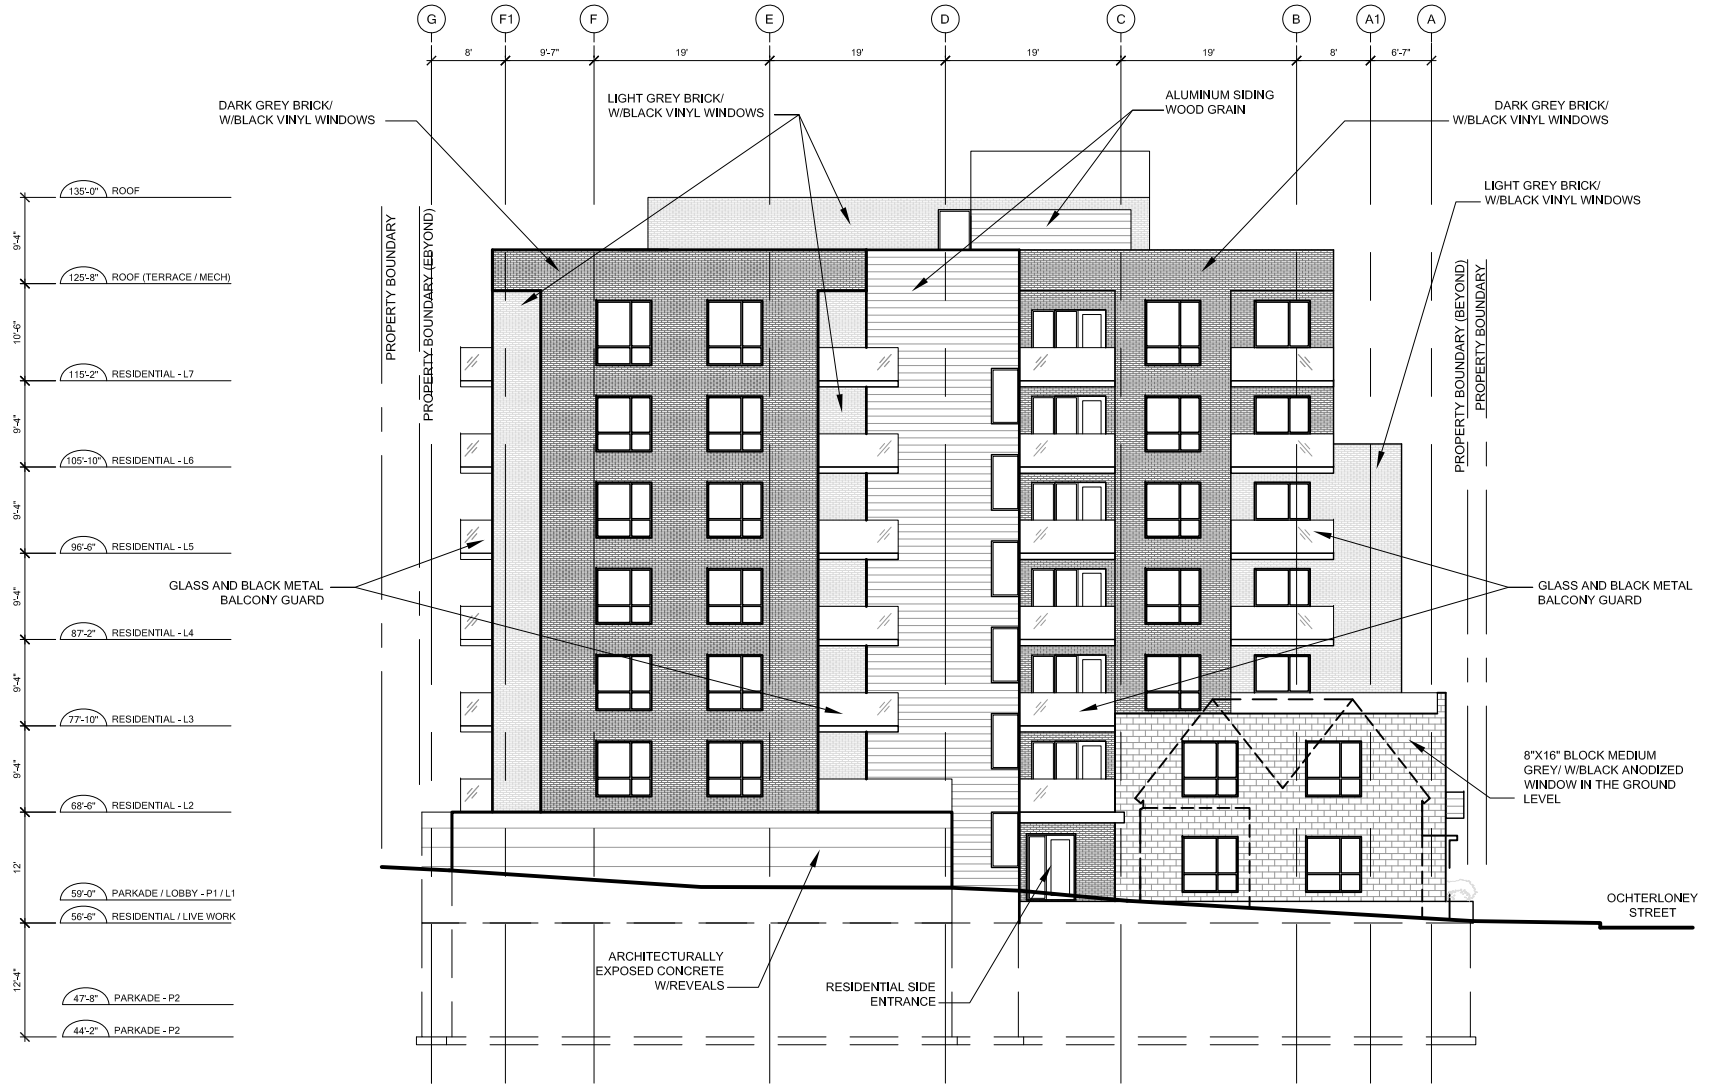 G F1 F E D C B A1 A
8' 9'-7" 19' 19' 19' 19' 8' 6'-7"
DARK GREY BRICK/
W/BLACK VINYL WINDOWS
LIGHT GREY BRICK/
W/BLACK VINYL WINDOWS
ALUMINUM SIDING
WOOD GRAIN
DARK GREY BRICK/
W/BLACK VINYL WINDOWS
LIGHT GREY BRICK/
W/BLACK VINYL WINDOWS
135'-0" ROOF
9'-4"
125'-8" ROOF (TERRACE / MECH)
10'-6"
115'-2" RESIDENTIAL - L7
9'-4"
105'-10" RESIDENTIAL - L6
9'-4"
96'-6" RESIDENTIAL - L5
9'-4"
87'-2" RESIDENTIAL - L4
9'-4"
77'-10" RESIDENTIAL - L3
9'-4"
68'-6" RESIDENTIAL - L2
12'
59'-0" PARKADE / LOBBY - P1 / L1
56'-6" RESIDENTIAL / LIVE WORK
12'-4"
47'-8" PARKADE - P2
44'-2" PARKADE - P2
PROPERTY BOUNDARY
PROPERTY BOUNDARY (EBYOND)
PROPERTY BOUNDARY (BEYOND)
PROPERTY BOUNDARY
GLASS AND BLACK METAL
BALCONY GUARD
GLASS AND BLACK METAL
BALCONY GUARD
8"X16" BLOCK MEDIUM
GREY/ W/BLACK ANODIZED
WINDOW IN THE GROUND
LEVEL
OCHTERLONEY
STREET
ARCHITECTURALLY
EXPOSED CONCRETE
W/REVEALS
RESIDENTIAL SIDE
ENTRANCE